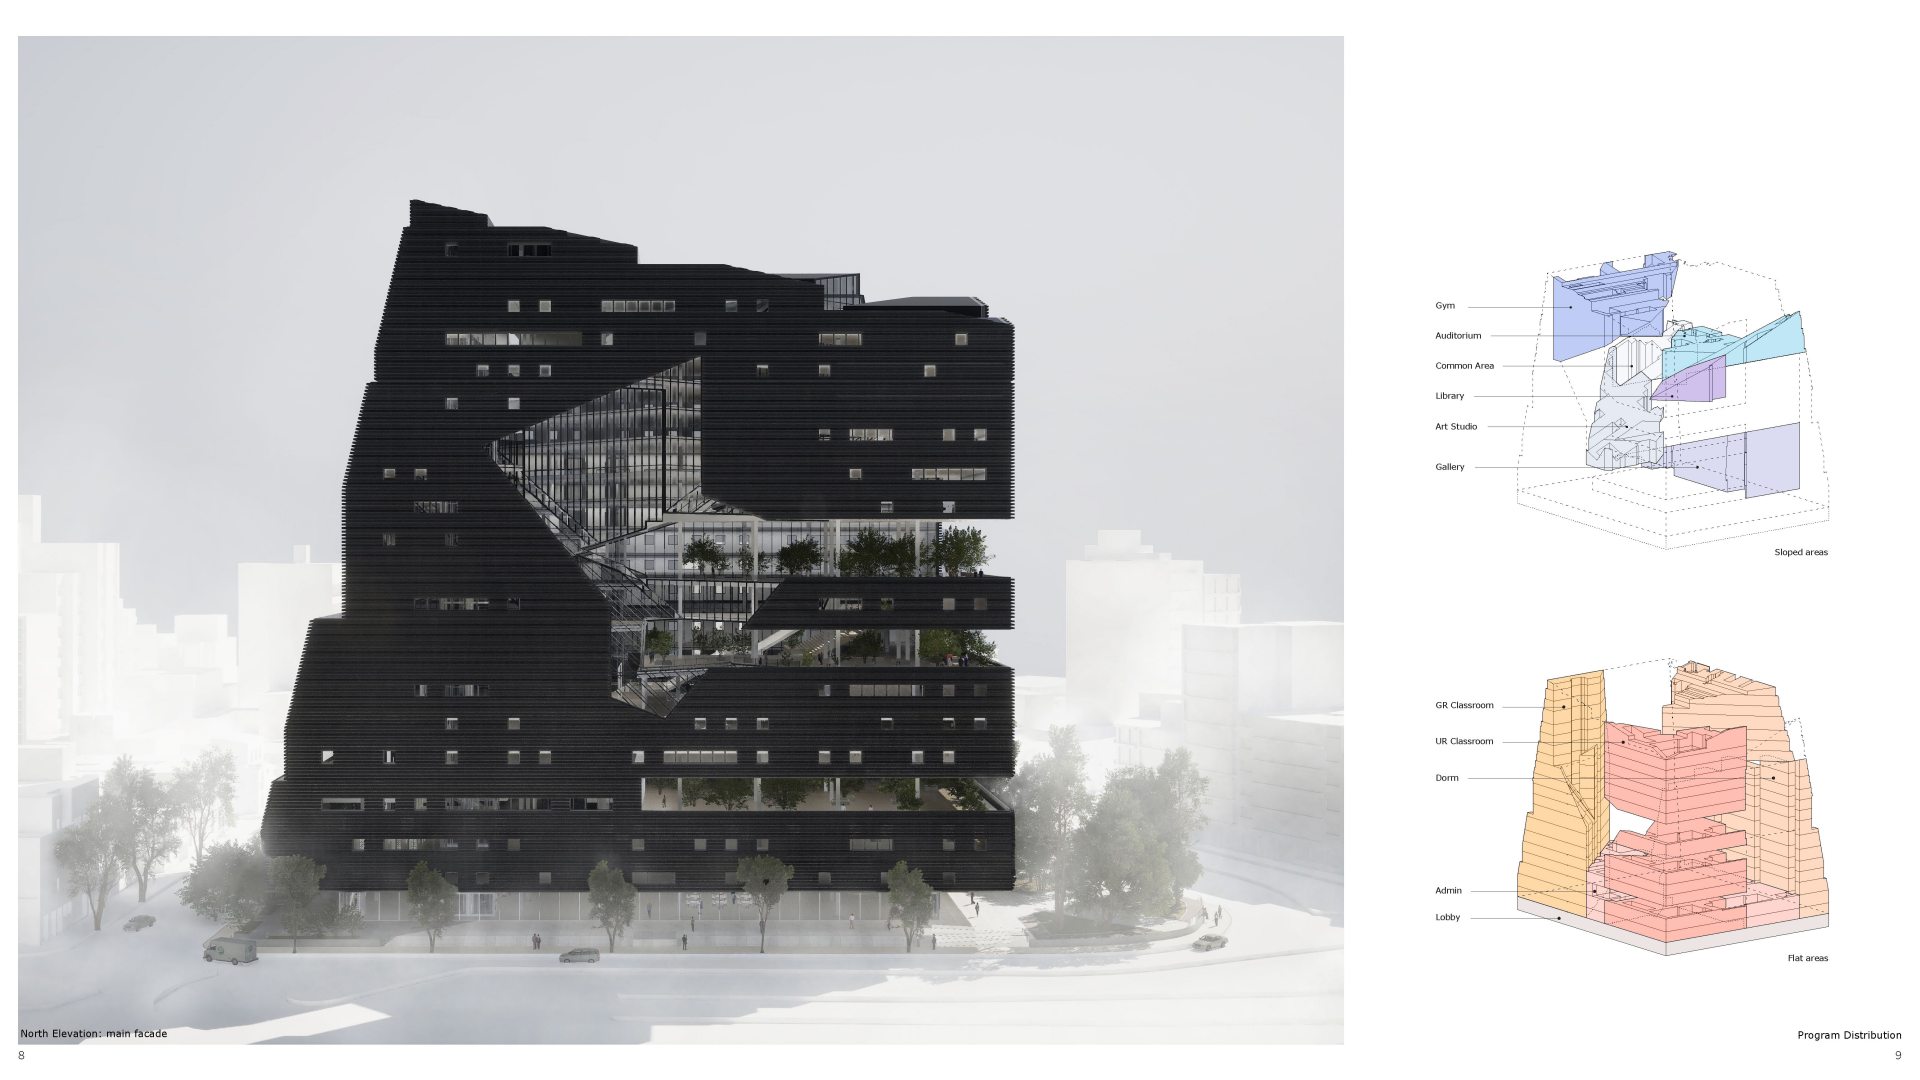 Gym
Auditorium
Common Area
Library
Art Studio
Gallery
Sloped areas
GR Classroom
UR Classroom
Dorm
Admin
Lobby
Flat areas
North Elevation: main facade
Program Distribution
8
9